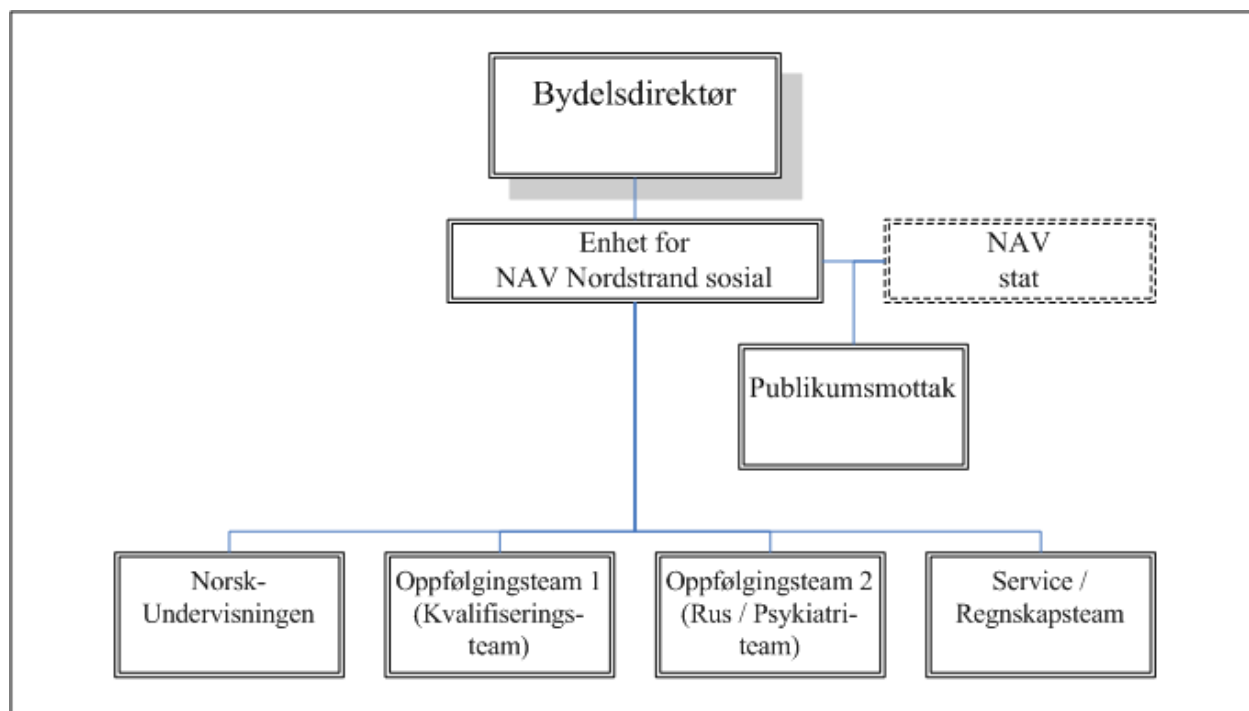 Bydelsdirektør
Enhet for
NAV Nordstrand sosial
NAV
stat
Publikumsmottak
Norsk-
Undervisningen
Oppfølgingsteam 1
(Kvalifiserings-
team)
Oppfølgingsteam 2
(Rus / Psykiatri-
team)
Service /
Regnskapsteam